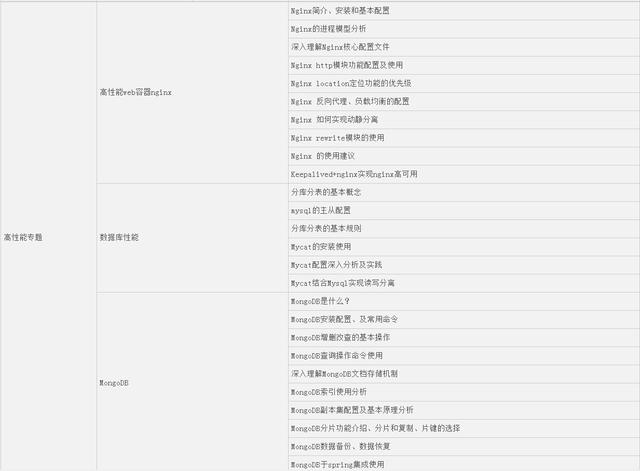 Nginx简介、安装和基本配置
Nginx的进程模型分析
深入理解Nginx核心配置文件
Nginx http模块功能配置及使用
高性能web容器nginx
Nginx location定位功能的优先级
Nginx 反向代理、负载均衡的配置
Nginx 如何实现动静分离
Nginx rewrite模块的使用
Nginx 的使用建议
Keepalived+nginx实现nginx高可用
分库分表的基本概念
mysql的主从配置
分库分表的基本规则
高性能专题
数据库性能
Mycat的安装使用
Mycat配置深入分析及实践
Mycat结合Mysql实现读写分离
MongoDB是什么?
MongoDB安装配置、及常用命令
MongoDB增删改查的基本操作
MongoDB查询操作命令使用
深入理解MongoDB文档存储机制
MongoDB
MongoDB索引使用分析
MongoDB副本集配置及基本原理分析
MongoDB分片功能介绍、分片和复制、片键的选择
MongoDB数据备份、数据恢复
MongoDB于spring集成使用